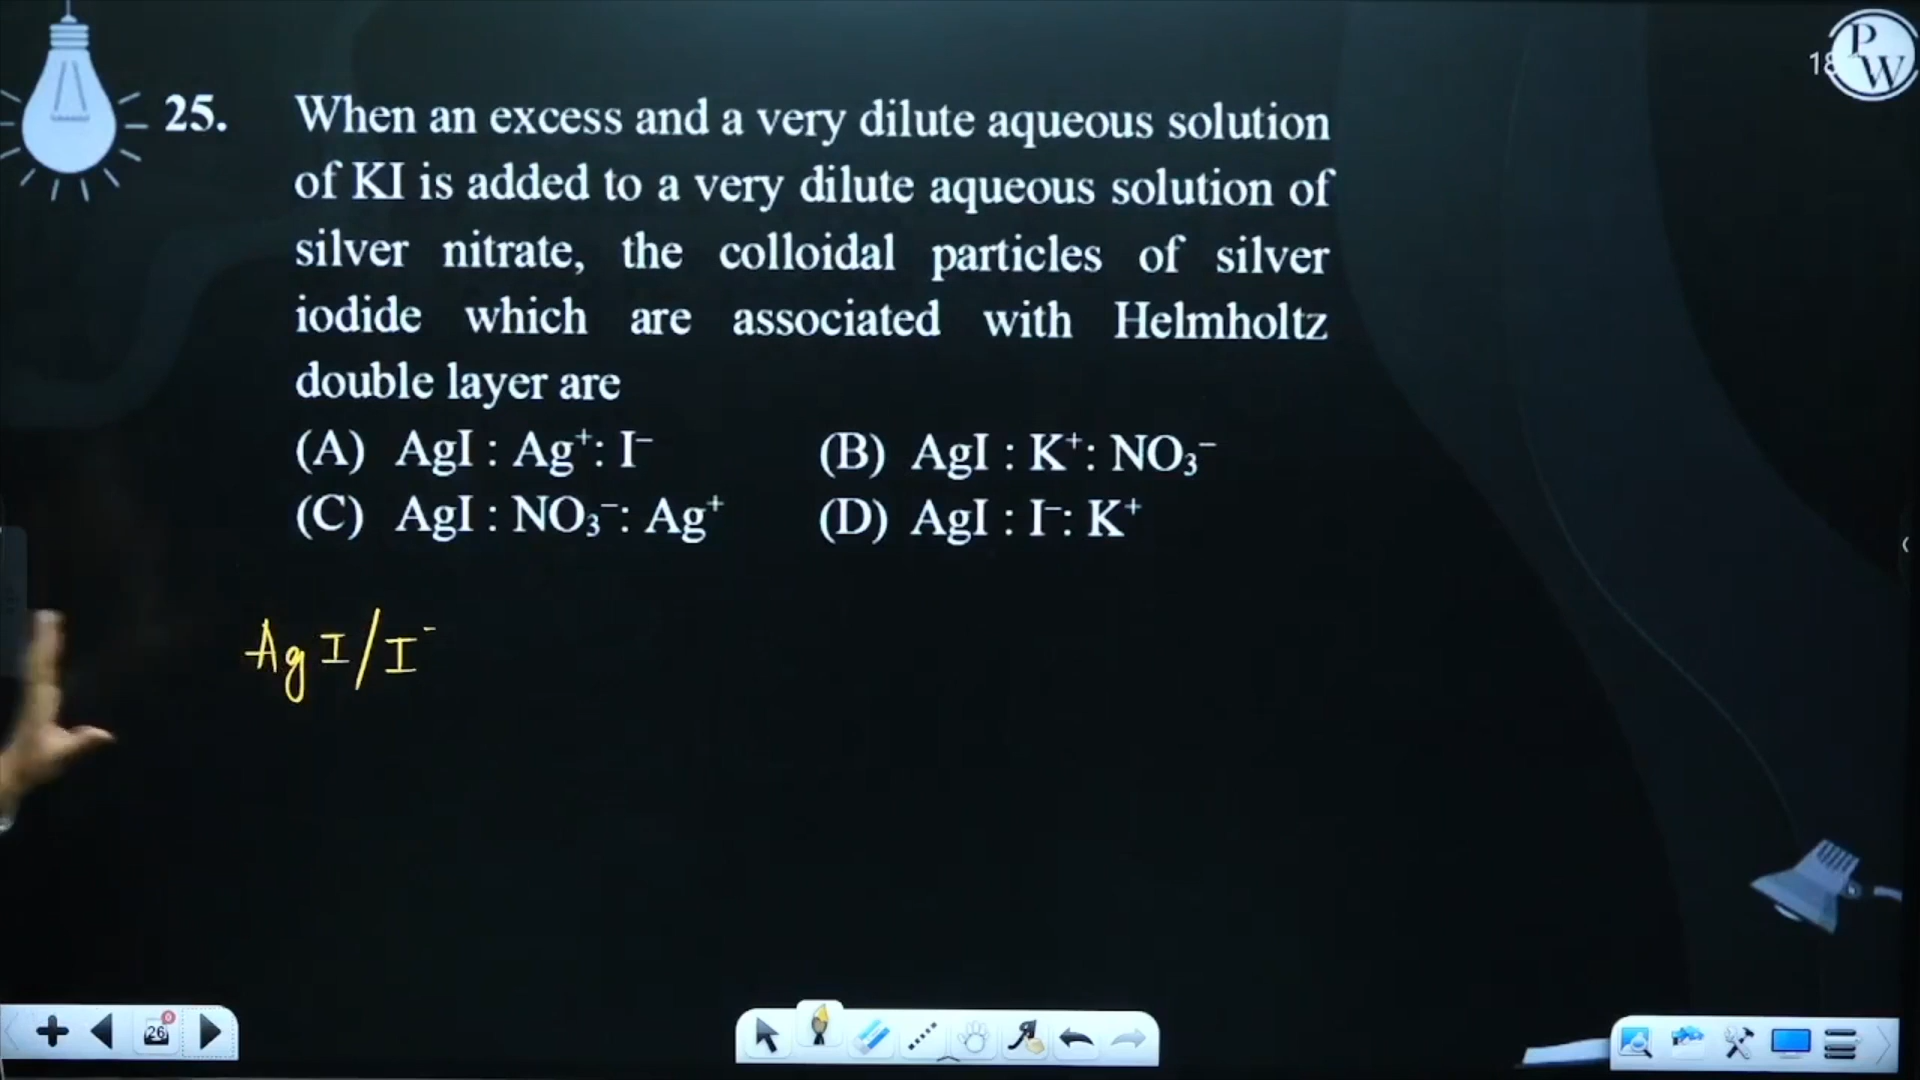 P
W
18
25. When an excess and a very dilute aqueous solution
of KI is added to a very dilute aqueous solution of
silver nitrate, the colloidal particles of silver
iodide which are associated with Helmholtz
double layer are
(A) AgI : Ag⁺: I⁻ (B) AgI : K⁺: NO₃⁻
(C) AgI : NO₃⁻: Ag⁺ (D) AgI : I⁻: K⁺
AgI/I⁻
26
0